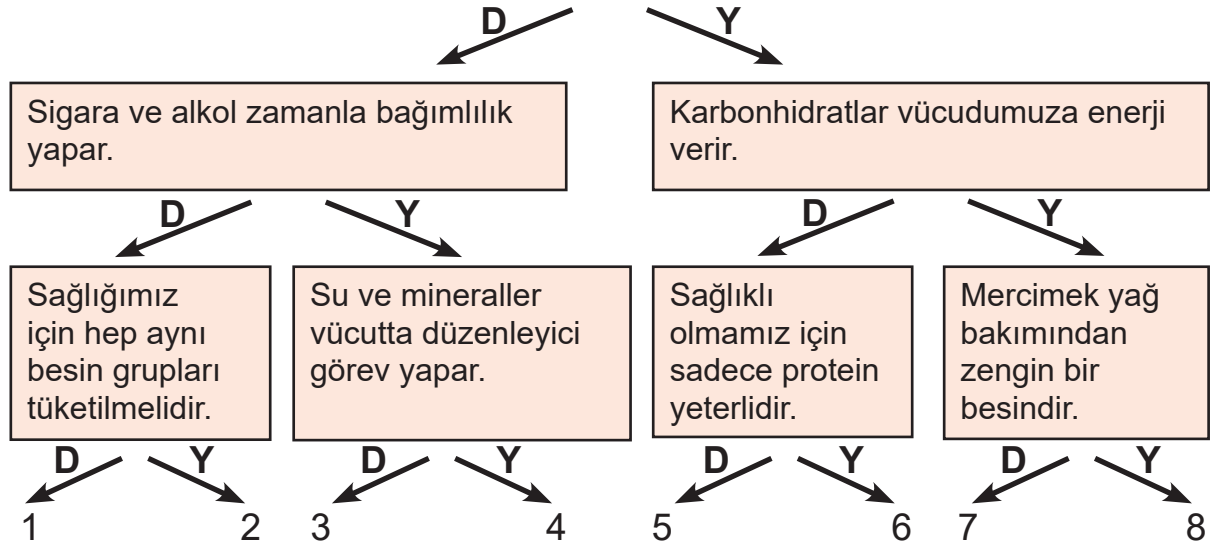 D Y
Sigara ve alkol zamanla bağımlılık
yapar.
Karbonhidratlar vücudumuza enerji
verir.
D Y D Y
Sağlığımız
için hep aynı
besin grupları
tüketilmelidir.
Su ve mineraller
vücutta düzenleyici
görev yapar.
Sağlıklı
olmamız için
sadece protein
yeterlidir.
Mercimek yağ
bakımından
zengin bir
besindir.
D Y D Y D Y D Y
1 2 3 4 5 6 7 8